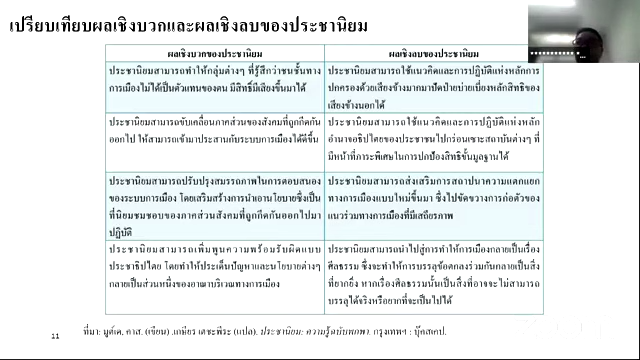 เปรียบเทียบผลเชิงบวกและผลเชิงลบของประชานิยม
ผลเชิงบวกของประชานิยม
ผลเชิงลบของประชานิยม
ประชานิยมสามารถทำให้กลุ่มต่างๆ ที่รู้สึกว่าชนชั้นทาง
การเมืองไม่ได้เป็นตัวแทนของตน มีสิทธิ์มีเสียงขึ้นมาได้
ประชานิยมสามารถใช้แนวคิดและการปฏิบัติแห่งหลักการ
ปกครองด้วยเสียงข้างมากมาปัดป่ายบ่ายเบี่ยงหลักสิทธิของ
เสียงข้างนอกได้
ประชานิยมสามารถขับเคลื่อนภาคส่วนของสังคมที่ถูกกีดกัน
ออกไป ให้สามารถเข้ามาประสานกับระบบการเมืองได้ดีขึ้น
ประชานิยมสามารถใช้แนวคิดและการปฏิบัติแห่งหลัก
อำนาจอธิปไตยของประชาชนไปกร่อนเซาะสถาบันต่างๆ ที่
มีหน้าที่ภาระพิเศษในการปกป้องสิทธิขั้นมูลฐานได้
ประชานิยมสามารถปรับปรุงสมรรถภาพในการตอบสนอง
ของระบบการเมือง โดยเสริมสร้างการนำเอานโยบายซึ่งเป็น
ที่นิยมชมชอบของภาคส่วนสังคมที่ถูกกีดกันออกไปมา
ปฏิบัติ
ประชานิยมสามารถส่งเสริมการสถาปนาความแตกแยก
ทางการเมืองแบบใหม่ขึ้นมา ซึ่งไปขัดขวางการก่อตัวของ
แนวร่วมทางการเมืองที่มีเสถียรภาพ
ประชานิยมสามารถเพิ่มพูนความพร้อมรับผิดแบบ
ประชาธิปไตย โดยทำให้ประเด็นปัญหาและนโยบายต่างๆ
กลายเป็นส่วนหนึ่งของอาณาบริเวณทางการเมือง
ประชานิยมสามารถนำไปสู่การทำให้การเมืองกลายเป็นเรื่อง
ศีลธรรม ซึ่งจะทำให้การบรรลุข้อตกลงร่วมกันกลายเป็นสิ่ง
ที่ยากยิ่ง หากเรื่องศีลธรรมนั้นเป็นสิ่งที่อาจจะไม่สามารถ
บรรลุได้จริงหรือยากที่จะเป็นไปได้
11
ที่มา: มูด์เด, คาส. (เขียน) .เกษียร เตชะพีระ (แปล). ประชานิยม: ความรู้ฉบับพกพา. กรุงเทพฯ : บุ๊คสเคป.